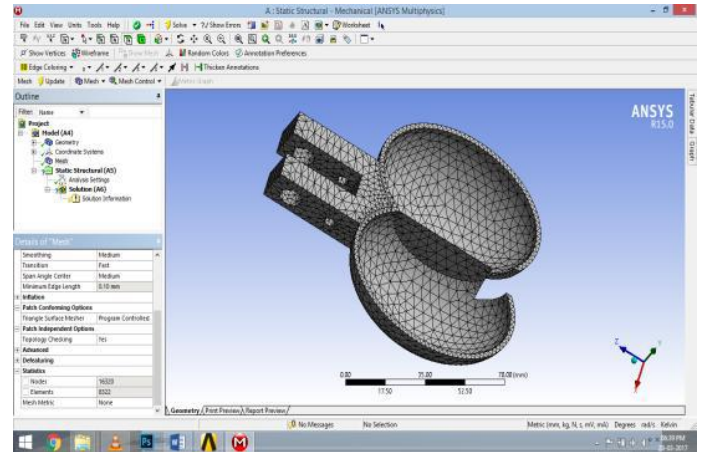 A : Static Structural - Mechanical [ANSYS Multiphysics]
File Edit View Units Tools Help Solve ?/ Show Errors Worksheet
Show Vertices Wireframe Show Mesh Random Colors Annotation Preferences
Edge Coloring Thicken Annotations
Mesh Update Mesh Mesh Control Metric Graph
Outline
Filter: Name
Project
Model (A4)
Geometry
Coordinate Systems
Mesh
Static Structural (A5)
Analysis Settings
Solution (A6)
Solution Information
Details of "Mesh"
Smoothing Medium
Transition Fast
Span Angle Center Medium
Minimum Edge Length 0.10 mm
Inflation
Patch Conforming Options
Triangle Surface Mesher Program Controlled
Patch Independent Options
Topology Checking Yes
Advanced
Defeaturing
Statistics
Nodes 16323
Elements 8322
Mesh Metric None
ANSYS
R15.0
Tabular Data
Graph
0.00 35.00 70.00 (mm)
17.50 52.50
Z Y
Geometry Print Preview Report Preview
No Messages No Selection Metric (mm, kg, N, s, mV, mA) Degrees rad/s Kelvin